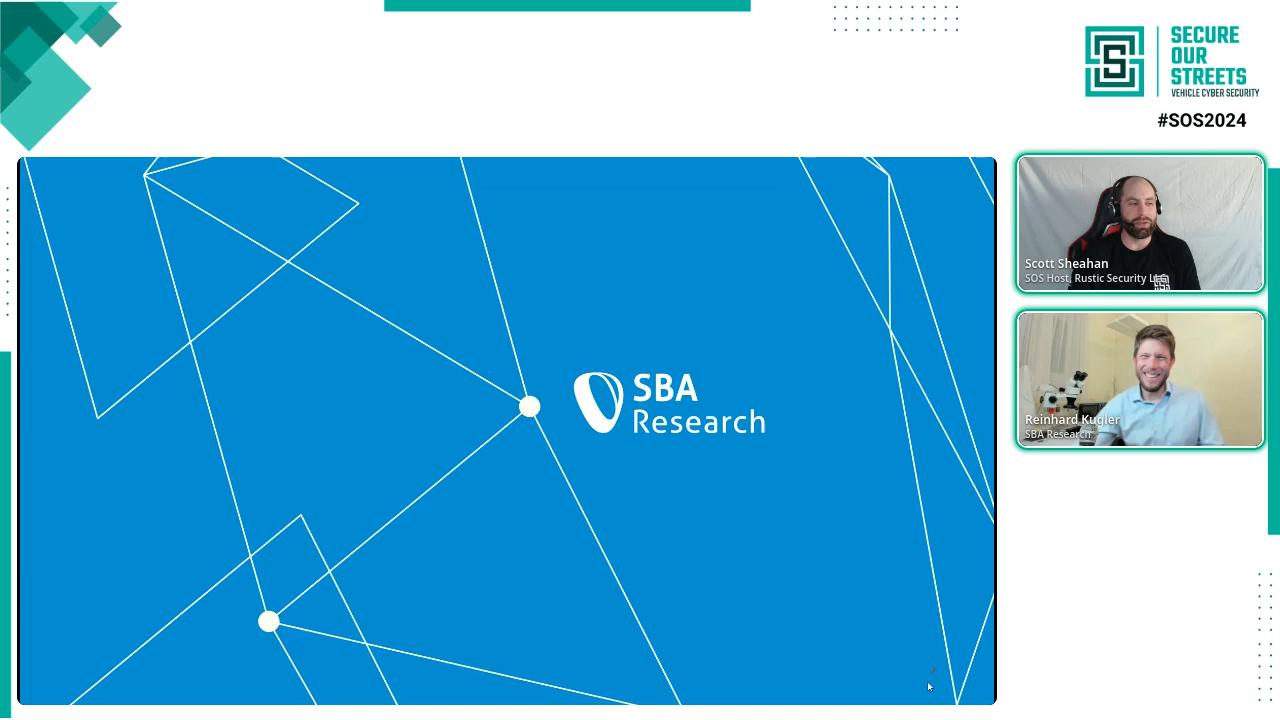 SECURE
OUR
STREETS
VEHICLE CYBER SECURITY
#SOS2024
SBA
Research
Scott Sheahan
SOS Host, Rustic Security LLC
Reinhard Kugler
SBA Research